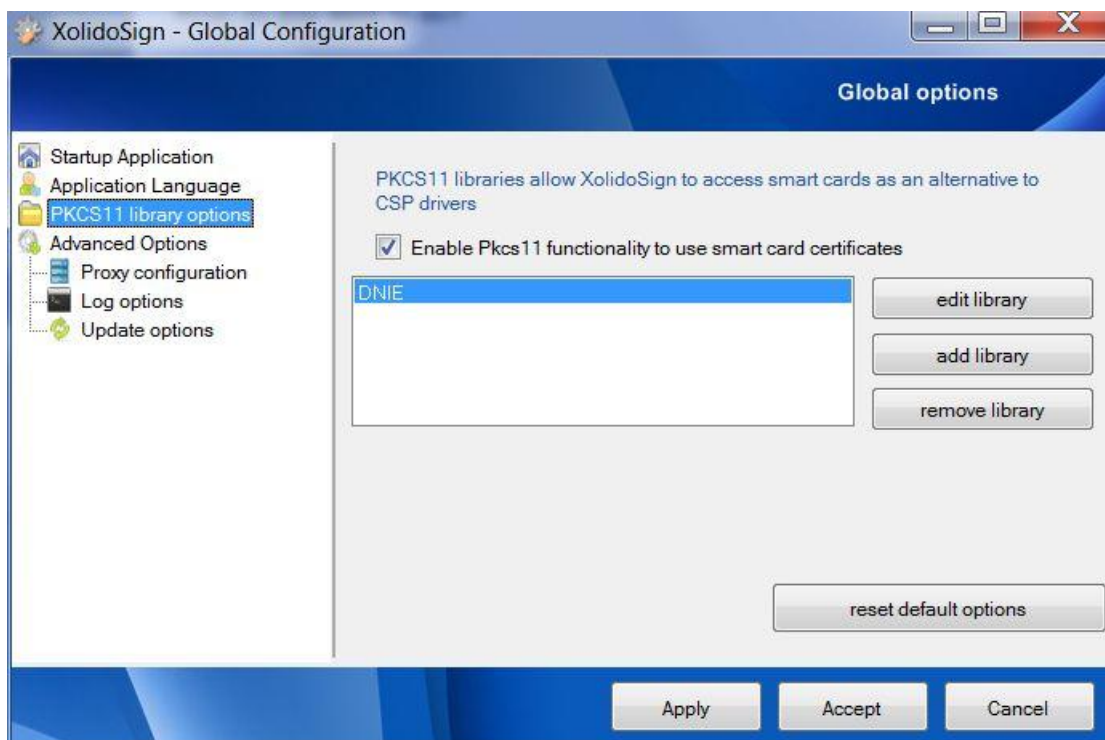 XolidoSign - Global Configuration
Global options
Startup Application
Application Language
PKCS11 library options
Advanced Options
Proxy configuration
Log options
Update options
PKCS11 libraries allow XolidoSign to access smart cards as an alternative to
CSP drivers
Enable Pkcs11 functionality to use smart card certificates
DNIE
edit library
add library
remove library
reset default options
Apply
Accept
Cancel